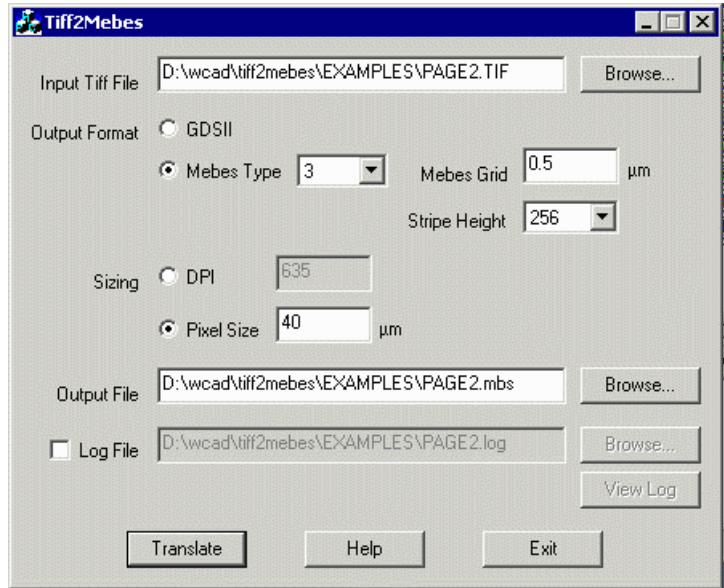 Tiff2Mebes
Input Tiff File D:\wcad\tiff2mebes\EXAMPLES\PAGE2.TIF Browse...
Output Format GDSII
Mebes Type 3 Mebes Grid 0.5 µm
Stripe Height 256
Sizing DPI 635
Pixel Size 40 µm
Output File D:\wcad\tiff2mebes\EXAMPLES\PAGE2.mbs Browse...
Log File D:\wcad\tiff2mebes\EXAMPLES\PAGE2.log Browse...
View Log
Translate Help Exit